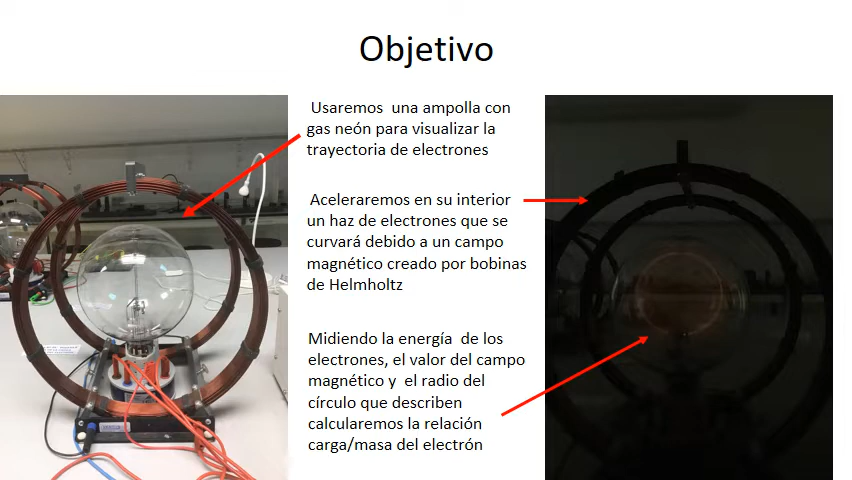 Objetivo
Usaremos una ampolla con
gas neón para visualizar la
trayectoria de electrones
Aceleraremos en su interior
un haz de electrones que se
curvará debido a un campo
magnético creado por bobinas
de Helmholtz
Midiendo la energía de los
electrones, el valor del campo
magnético y el radio del
círculo que describen
calcularemos la relación
carga/masa del electrón